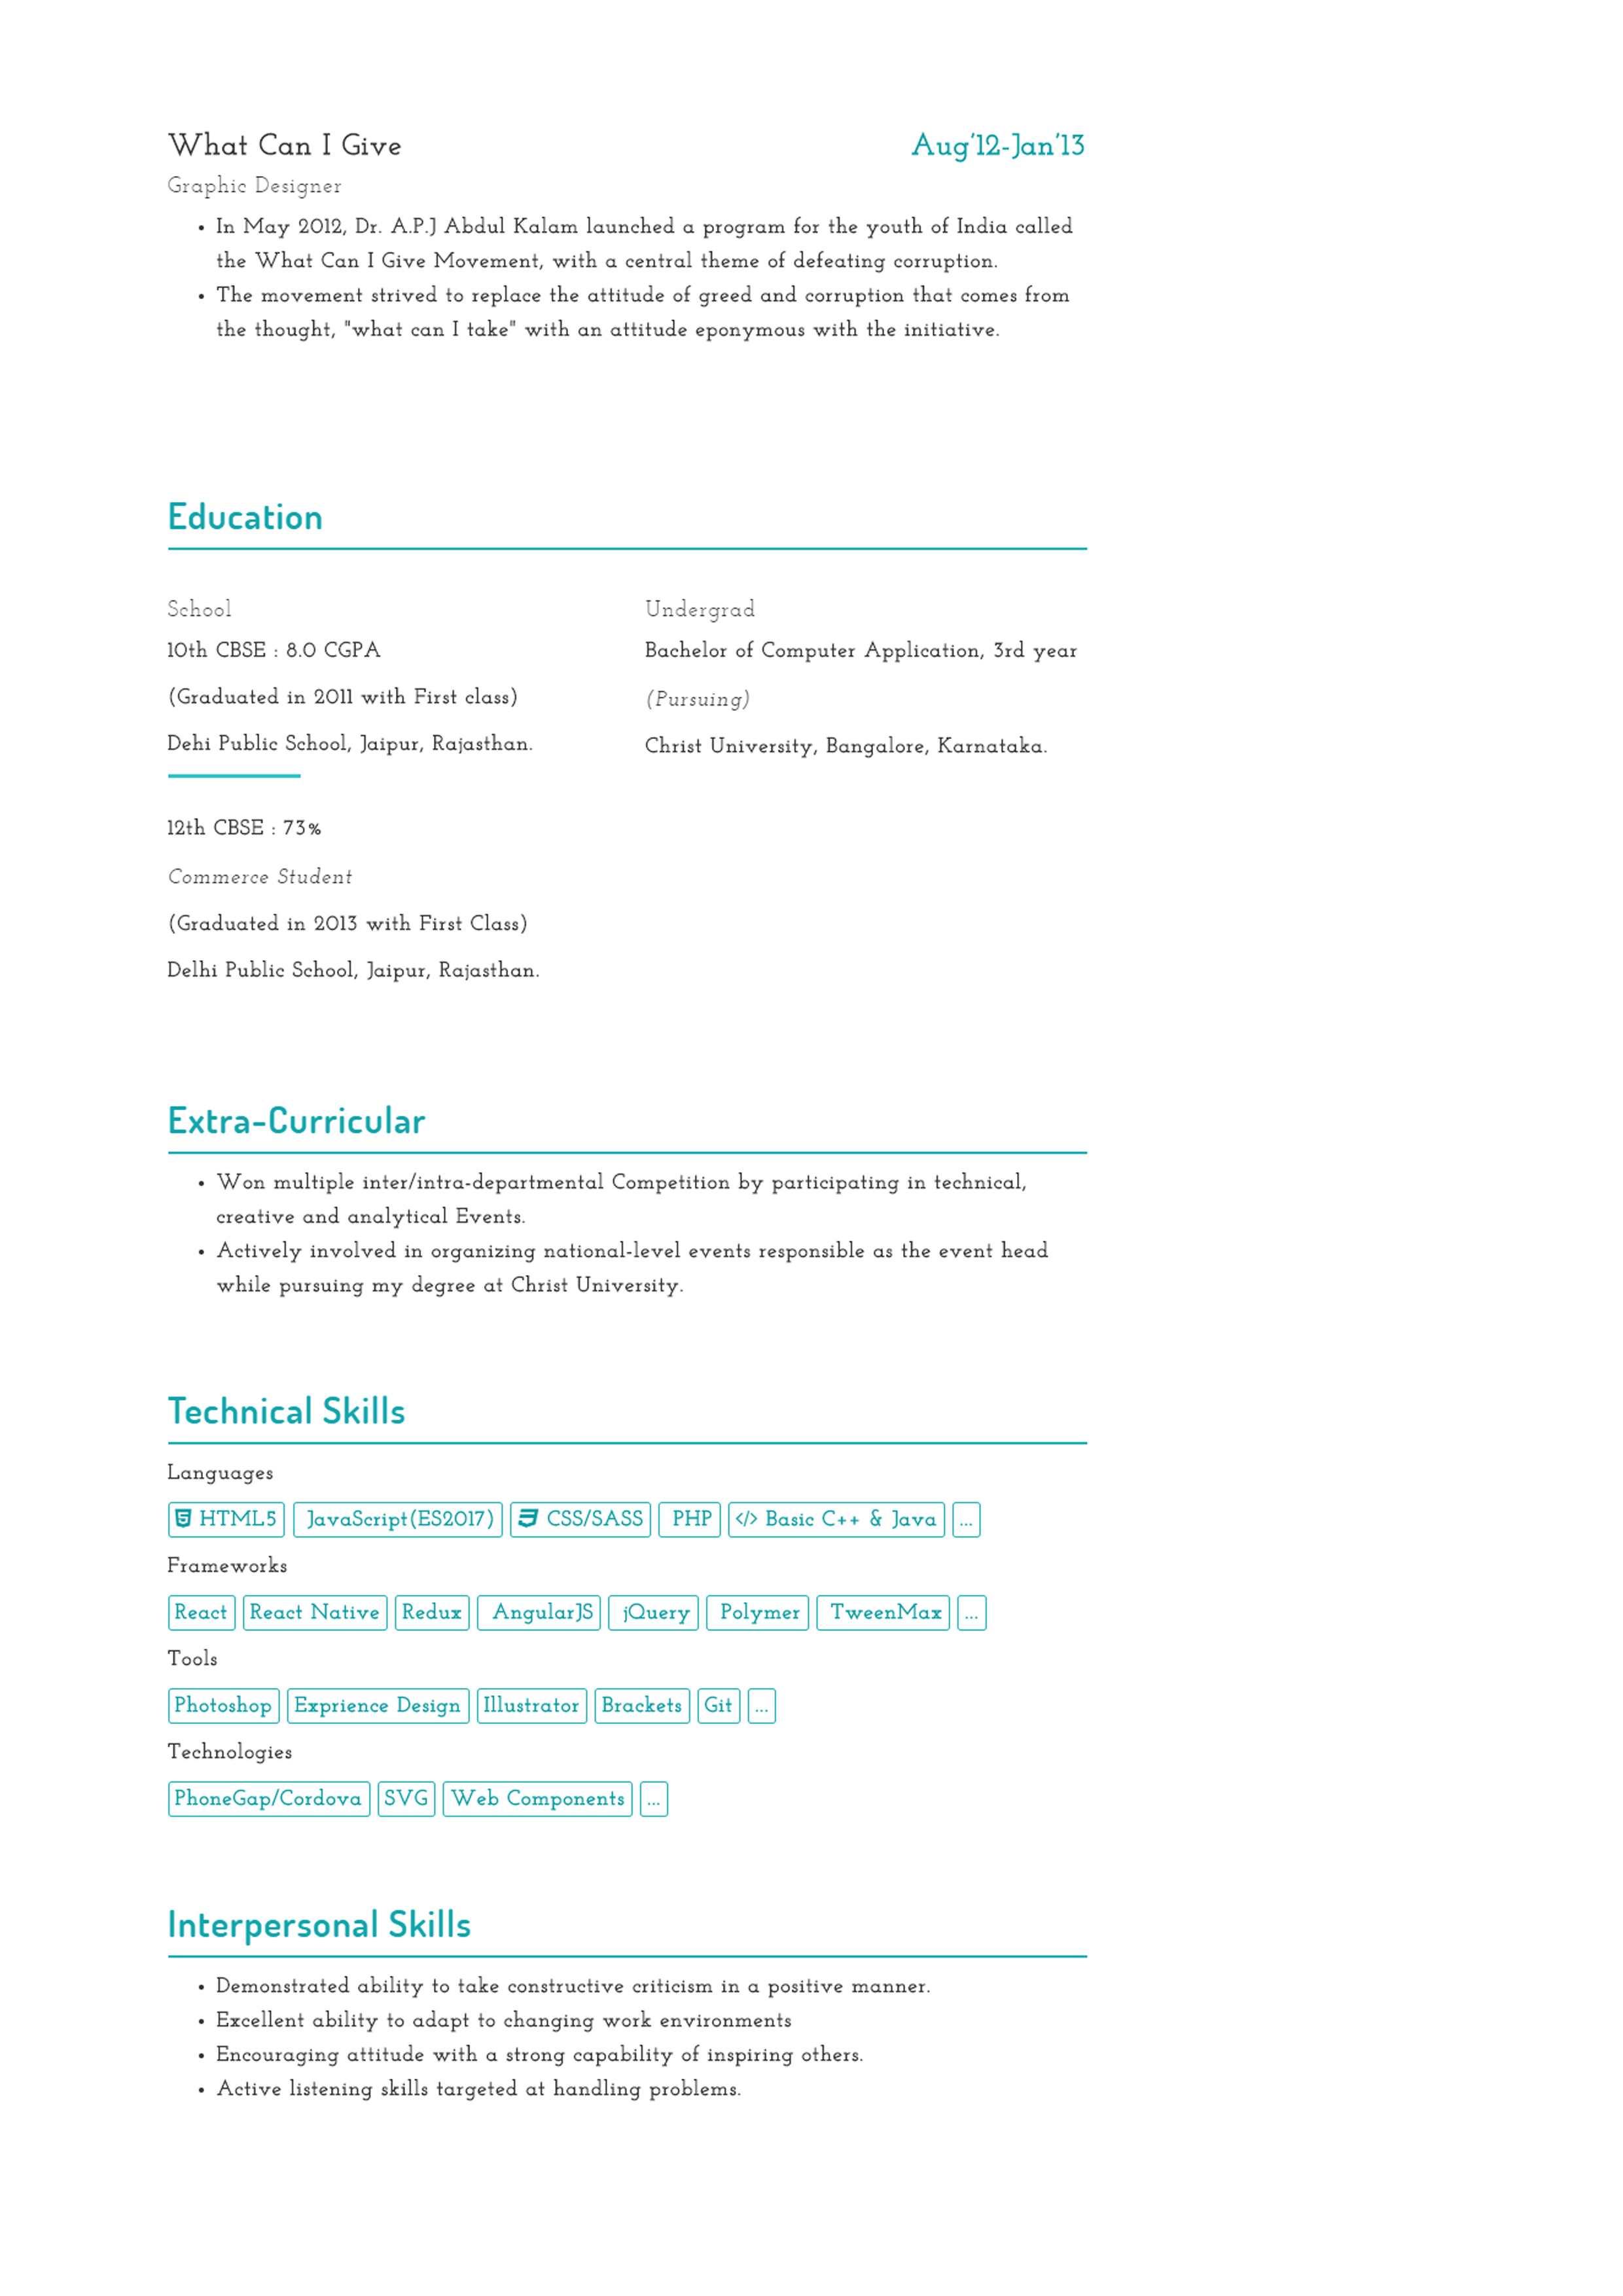 What Can I Give Aug'12-Jan'13
Graphic Designer
• In May 2012, Dr. A.P.J Abdul Kalam launched a program for the youth of India called
the What Can I Give Movement, with a central theme of defeating corruption.
• The movement strived to replace the attitude of greed and corruption that comes from
the thought, "what can I take" with an attitude eponymous with the initiative.
Education
School
10th CBSE : 8.0 CGPA
(Graduated in 2011 with First class)
Dehi Public School, Jaipur, Rajasthan.
12th CBSE : 73%
Commerce Student
(Graduated in 2013 with First Class)
Delhi Public School, Jaipur, Rajasthan.
Undergrad
Bachelor of Computer Application, 3rd year
(Pursuing)
Christ University, Bangalore, Karnataka.
Extra-Curricular
• Won multiple inter/intra-departmental Competition by participating in technical,
creative and analytical Events.
• Actively involved in organizing national-level events responsible as the event head
while pursuing my degree at Christ University.
Technical Skills
Languages
HTML5 JavaScript(ES2017) CSS/SASS PHP </> Basic C++ & Java ...
Frameworks
React React Native Redux AngularJS jQuery Polymer TweenMax ...
Tools
Photoshop Exprience Design Illustrator Brackets Git ...
Technologies
PhoneGap/Cordova SVG Web Components ...
Interpersonal Skills
• Demonstrated ability to take constructive criticism in a positive manner.
• Excellent ability to adapt to changing work environments
• Encouraging attitude with a strong capability of inspiring others.
• Active listening skills targeted at handling problems.